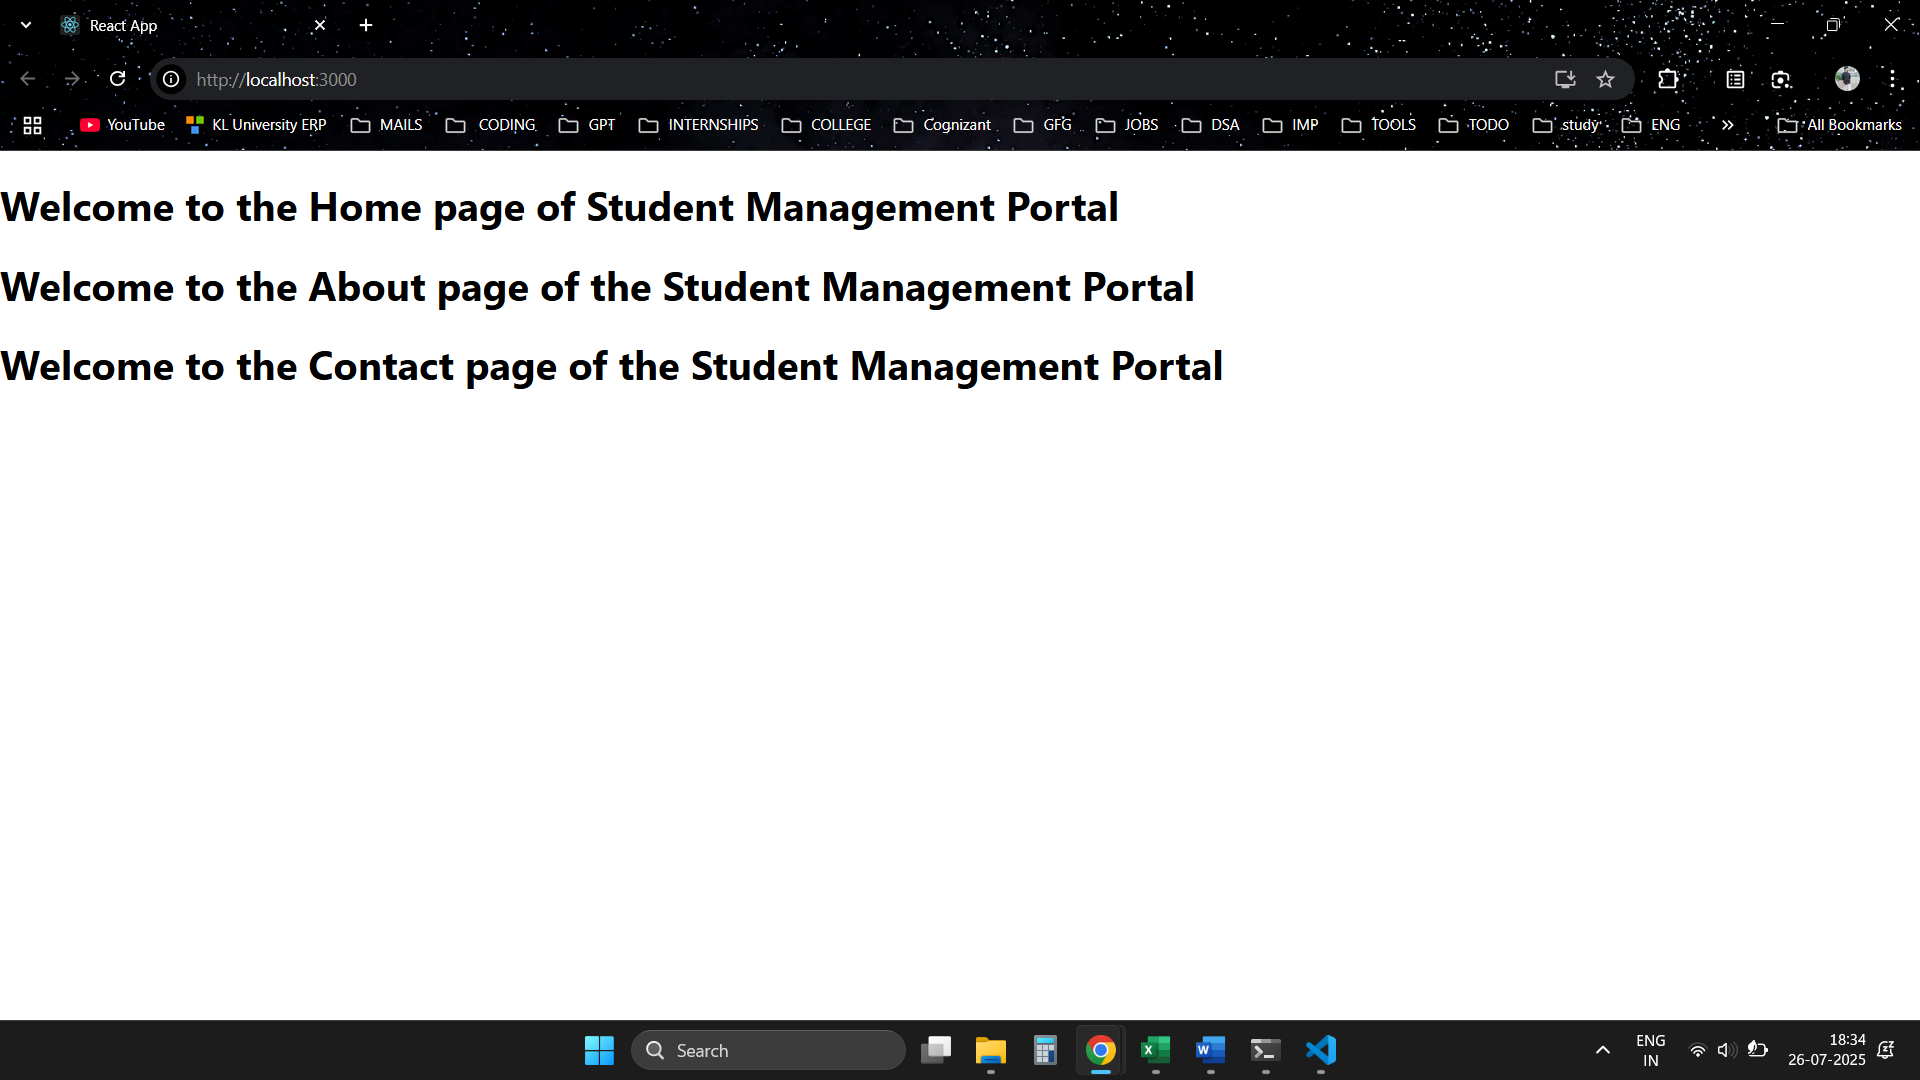 React App
http://localhost:3000
YouTube KL University ERP MAILS CODING GPT INTERNSHIPS COLLEGE Cognizant GFG JOBS DSA IMP TOOLS TODO study ENG » All Bookmarks
Welcome to the Home page of Student Management Portal
Welcome to the About page of the Student Management Portal
Welcome to the Contact page of the Student Management Portal
Search
ENG
IN
18:34
26-07-2025